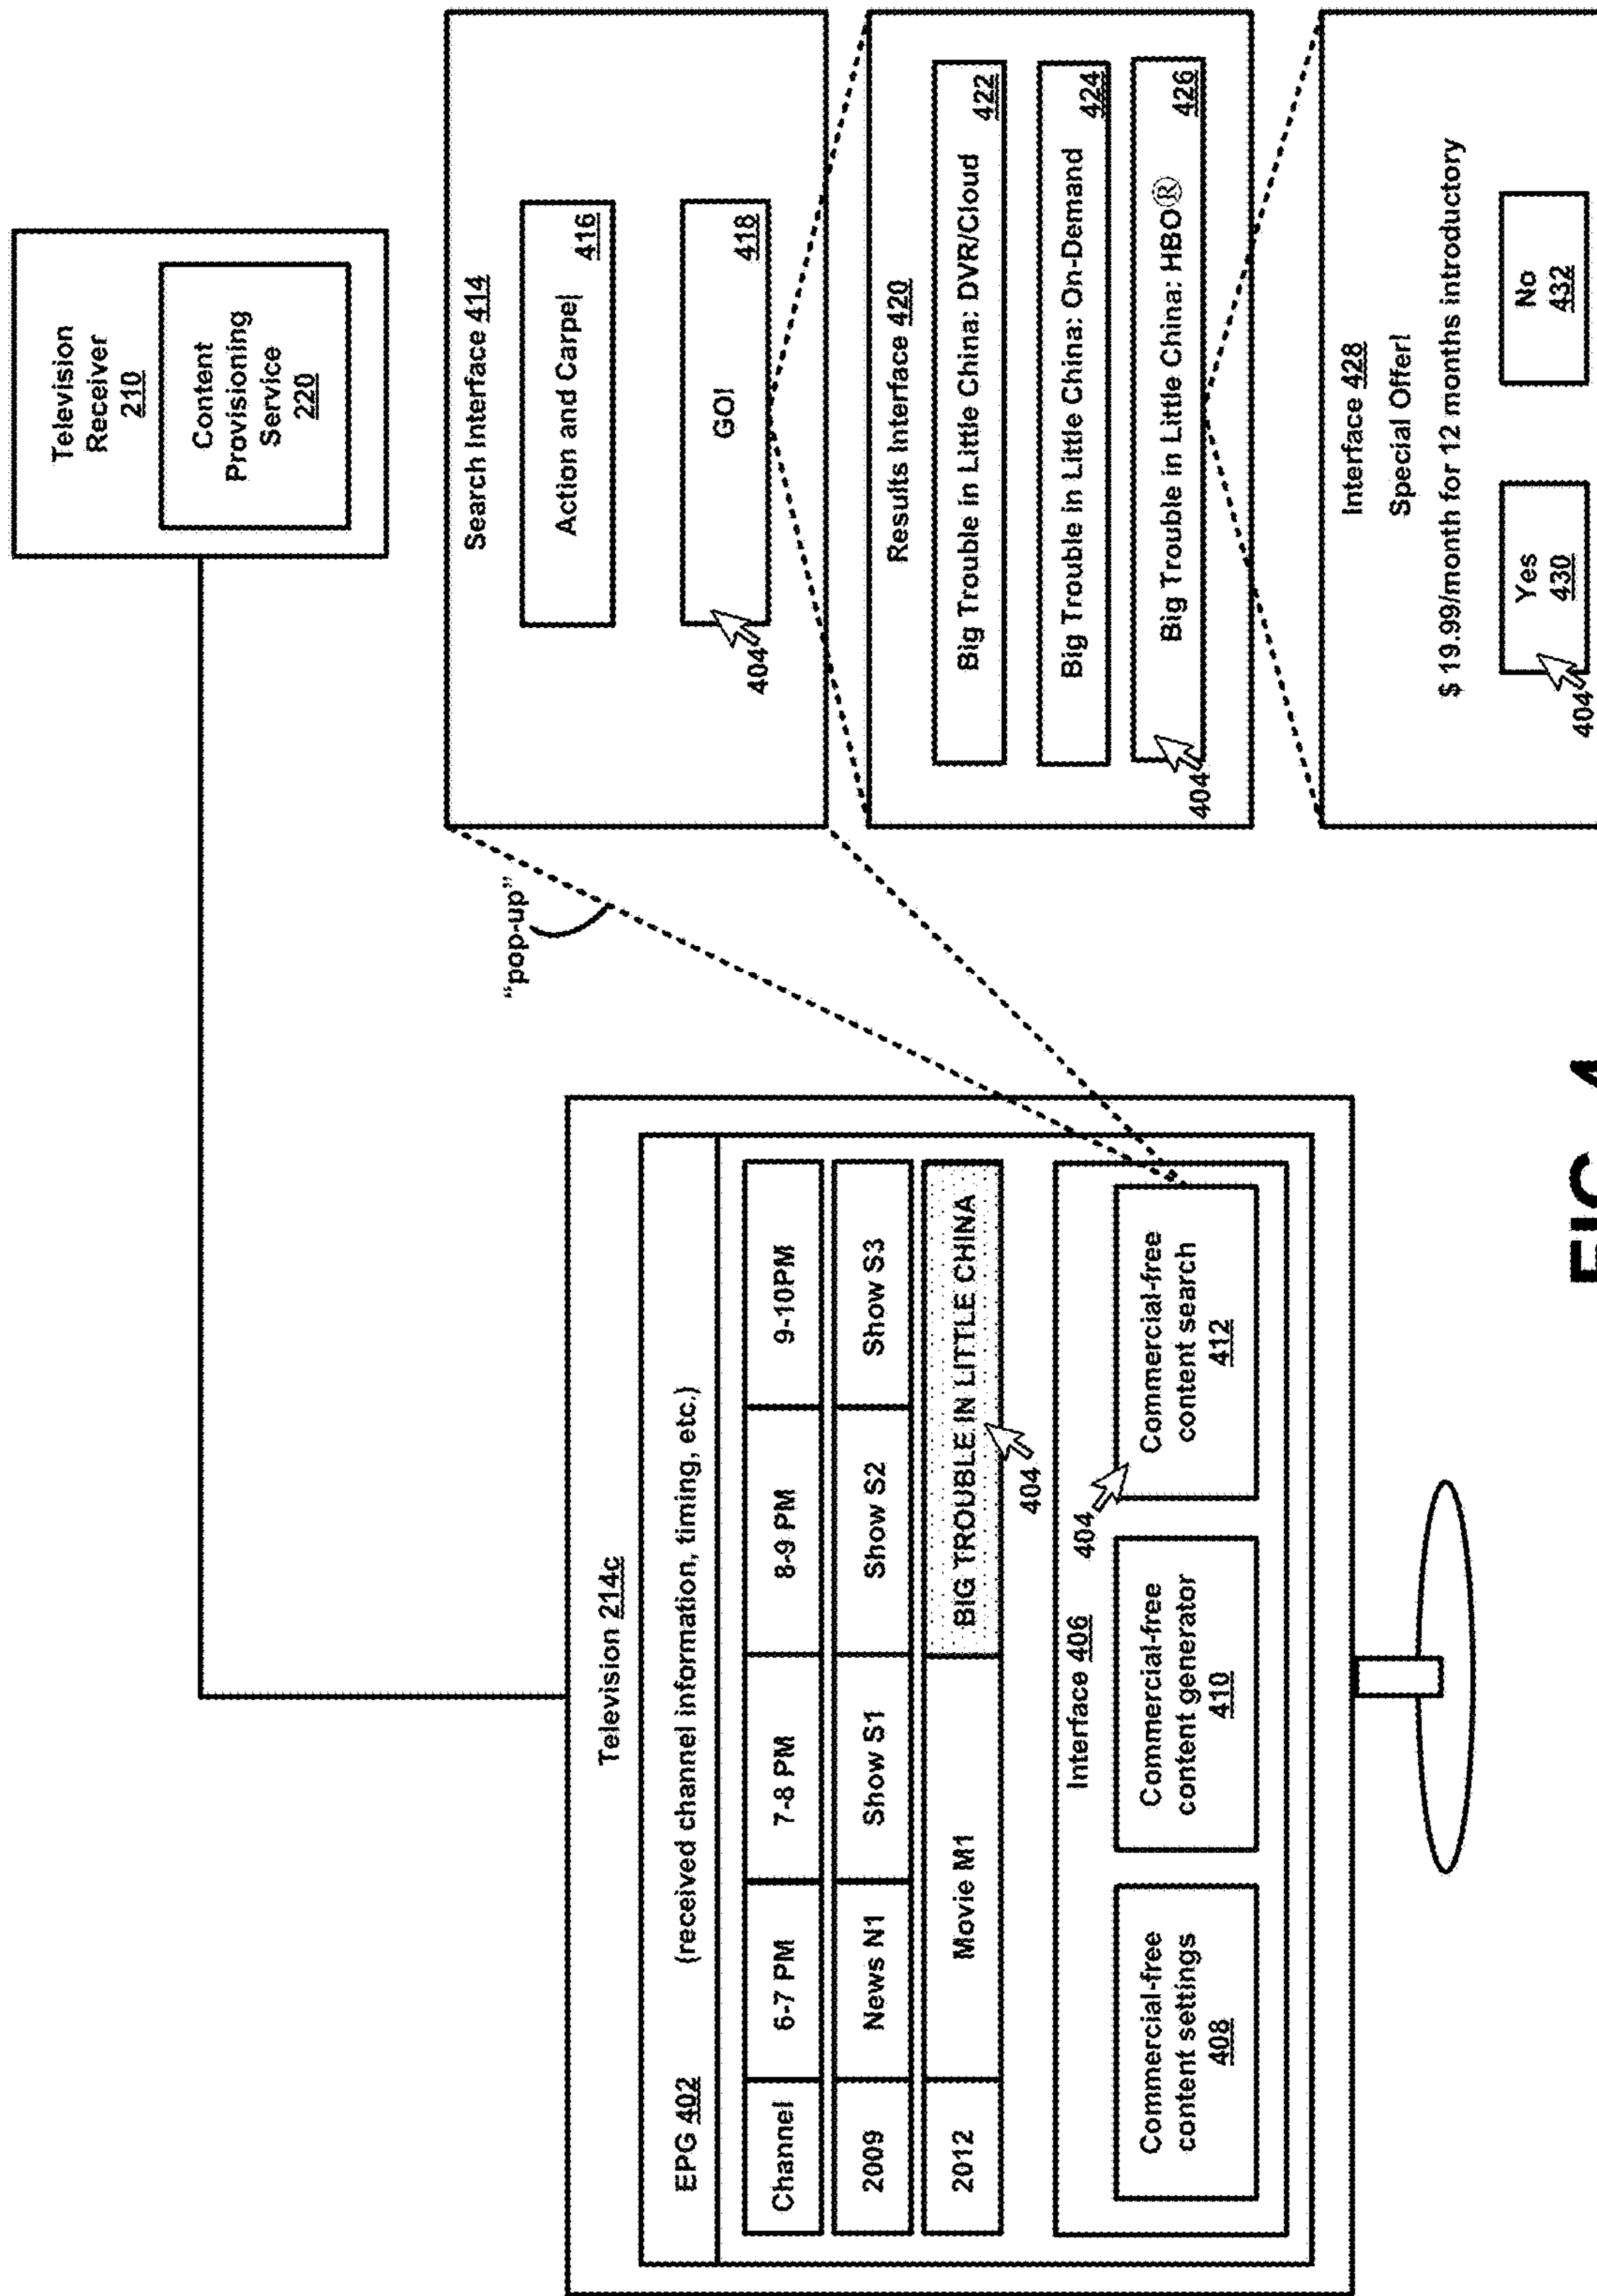 Television
Receiver
210
Content
Provisioning
Service
220
Television 214c
EPG 402 (received channel information, timing, etc.)
Channel 6-7 PM 7-8 PM 8-9 PM 9-10PM
2009 News N1 Show S1 Show S2 Show S3
2012 Movie M1 BIG TROUBLE IN LITTLE CHINA
404
Interface 406
404
Commercial-free
content settings
408
Commercial-free
content generator
410
Commercial-free
content search
412
“pop-up”
Search Interface 414
Action and Carpe|
416
GO!
418
404
Results Interface 420
Big Trouble in Little China: DVR/Cloud
422
Big Trouble in Little China: On-Demand
424
Big Trouble in Little China: HBO®
426
404
Interface 428
Special Offer!
$ 19.99/month for 12 months introductory
Yes
430
No
432
404
FIG. 4